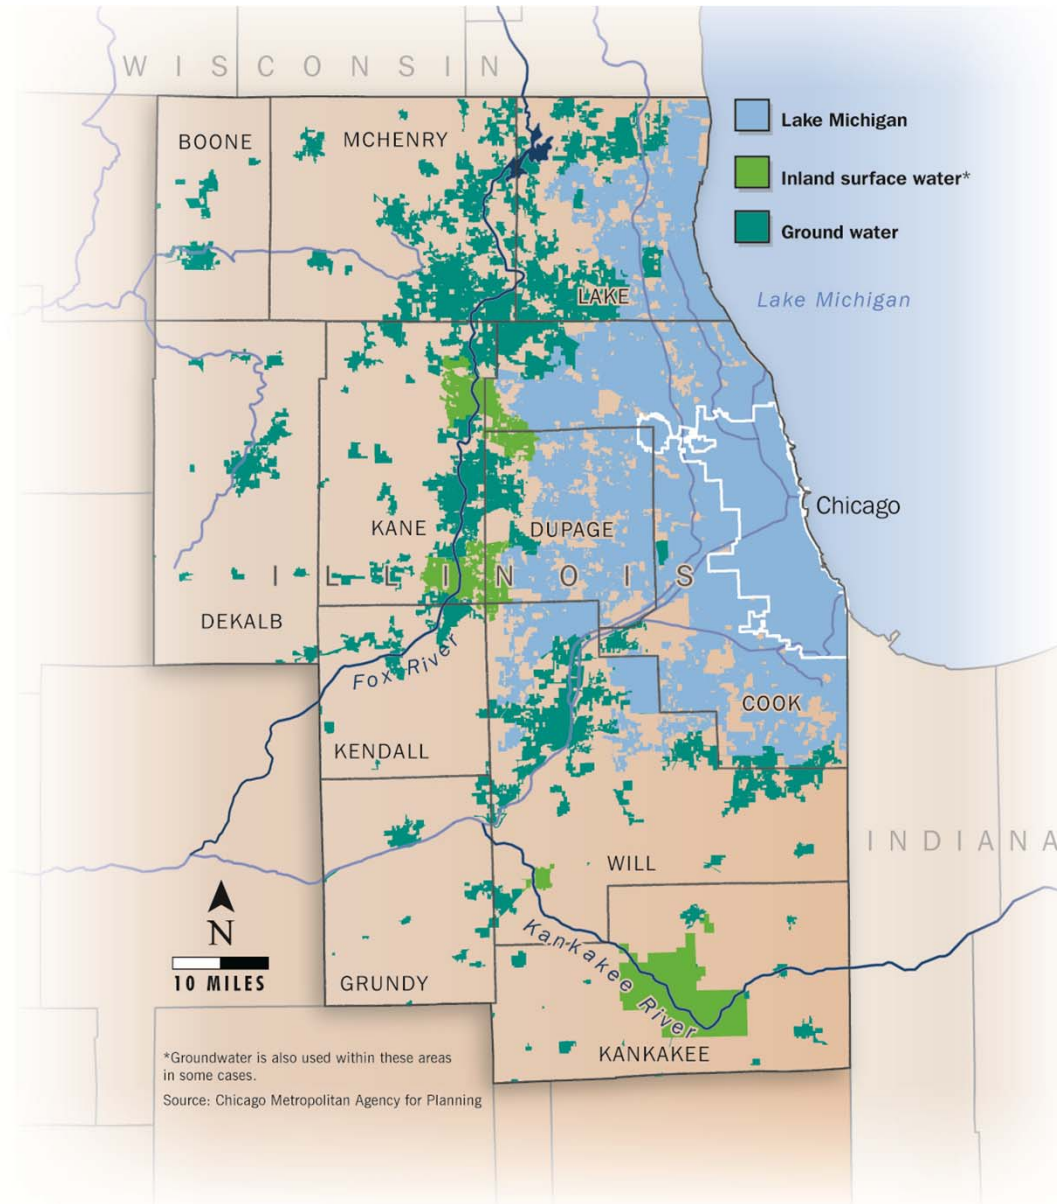 WISCONSIN
BOONE
MCHENRY
Lake Michigan
Inland surface water*
Ground water
LAKE
Lake Michigan
Chicago
KANE
DUPAGE
ILLINOIS
DEKALB
Fox River
COOK
KENDALL
INDIANA
WILL
N
10 MILES
Kankakee River
GRUNDY
KANKAKEE
*Groundwater is also used within these areas
in some cases.
Source: Chicago Metropolitan Agency for Planning